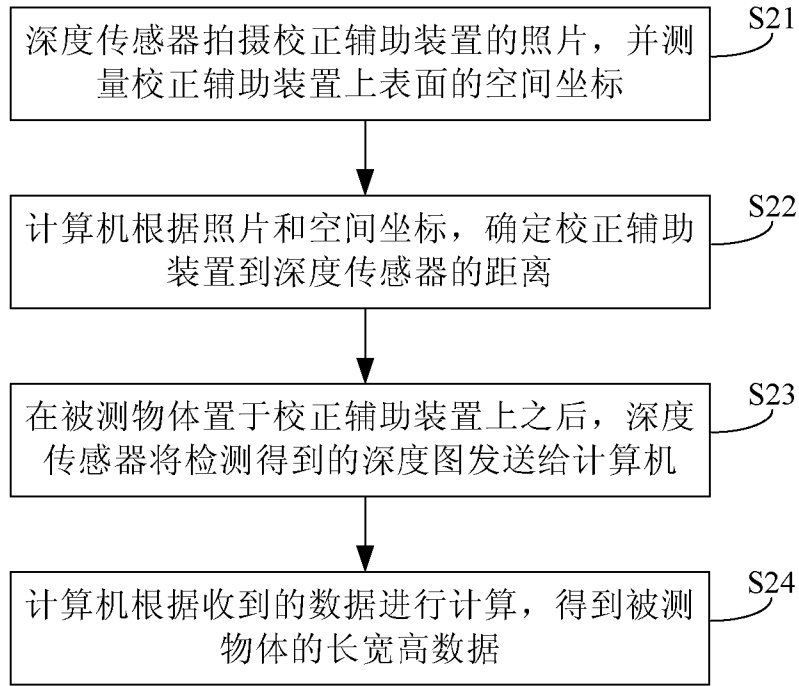 S21
深度传感器拍摄校正辅助装置的照片，并测
量校正辅助装置上表面的空间坐标
S22
计算机根据照片和空间坐标，确定校正辅助
装置到深度传感器的距离
S23
在被测物体置于校正辅助装置上之后，深度
传感器将检测得到的深度图发送给计算机
S24
计算机根据收到的数据进行计算，得到被测
物体的长宽高数据